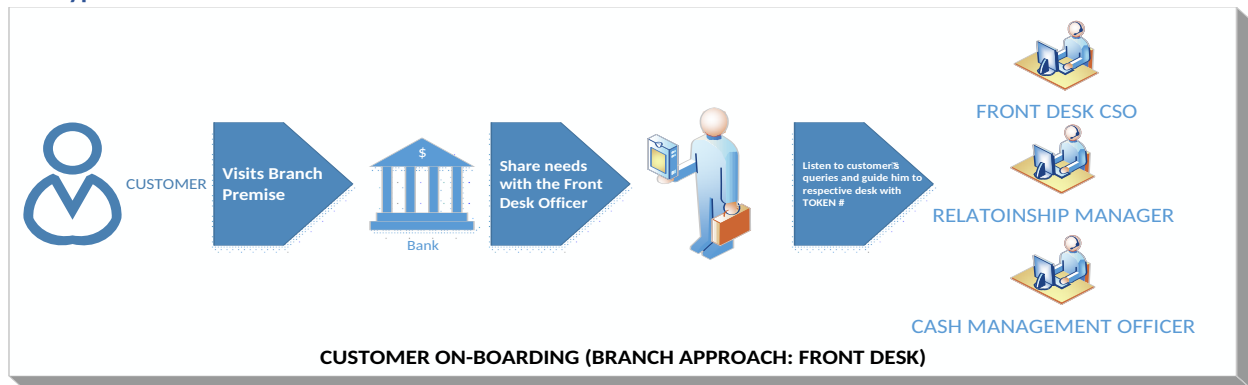 CUSTOMER
Visits Branch
Premise
$
Bank
Share needs
with the Front
Desk Officer
Listen to customer's
queries and guide him to
respective desk with
TOKEN #
FRONT DESK CSO
RELATOINSHIP MANAGER
CASH MANAGEMENT OFFICER
CUSTOMER ON-BOARDING (BRANCH APPROACH: FRONT DESK)